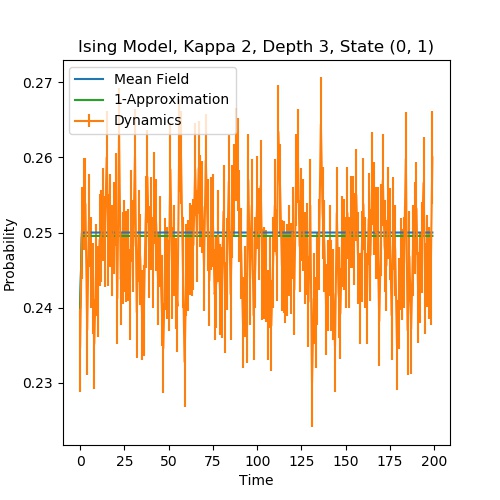 Ising Model, Kappa 2, Depth 3, State (0, 1)
Mean Field
1-Approximation
Dynamics
Probability
0.27
0.26
0.25
0.24
0.23
0 25 50 75 100 125 150 175 200
Time